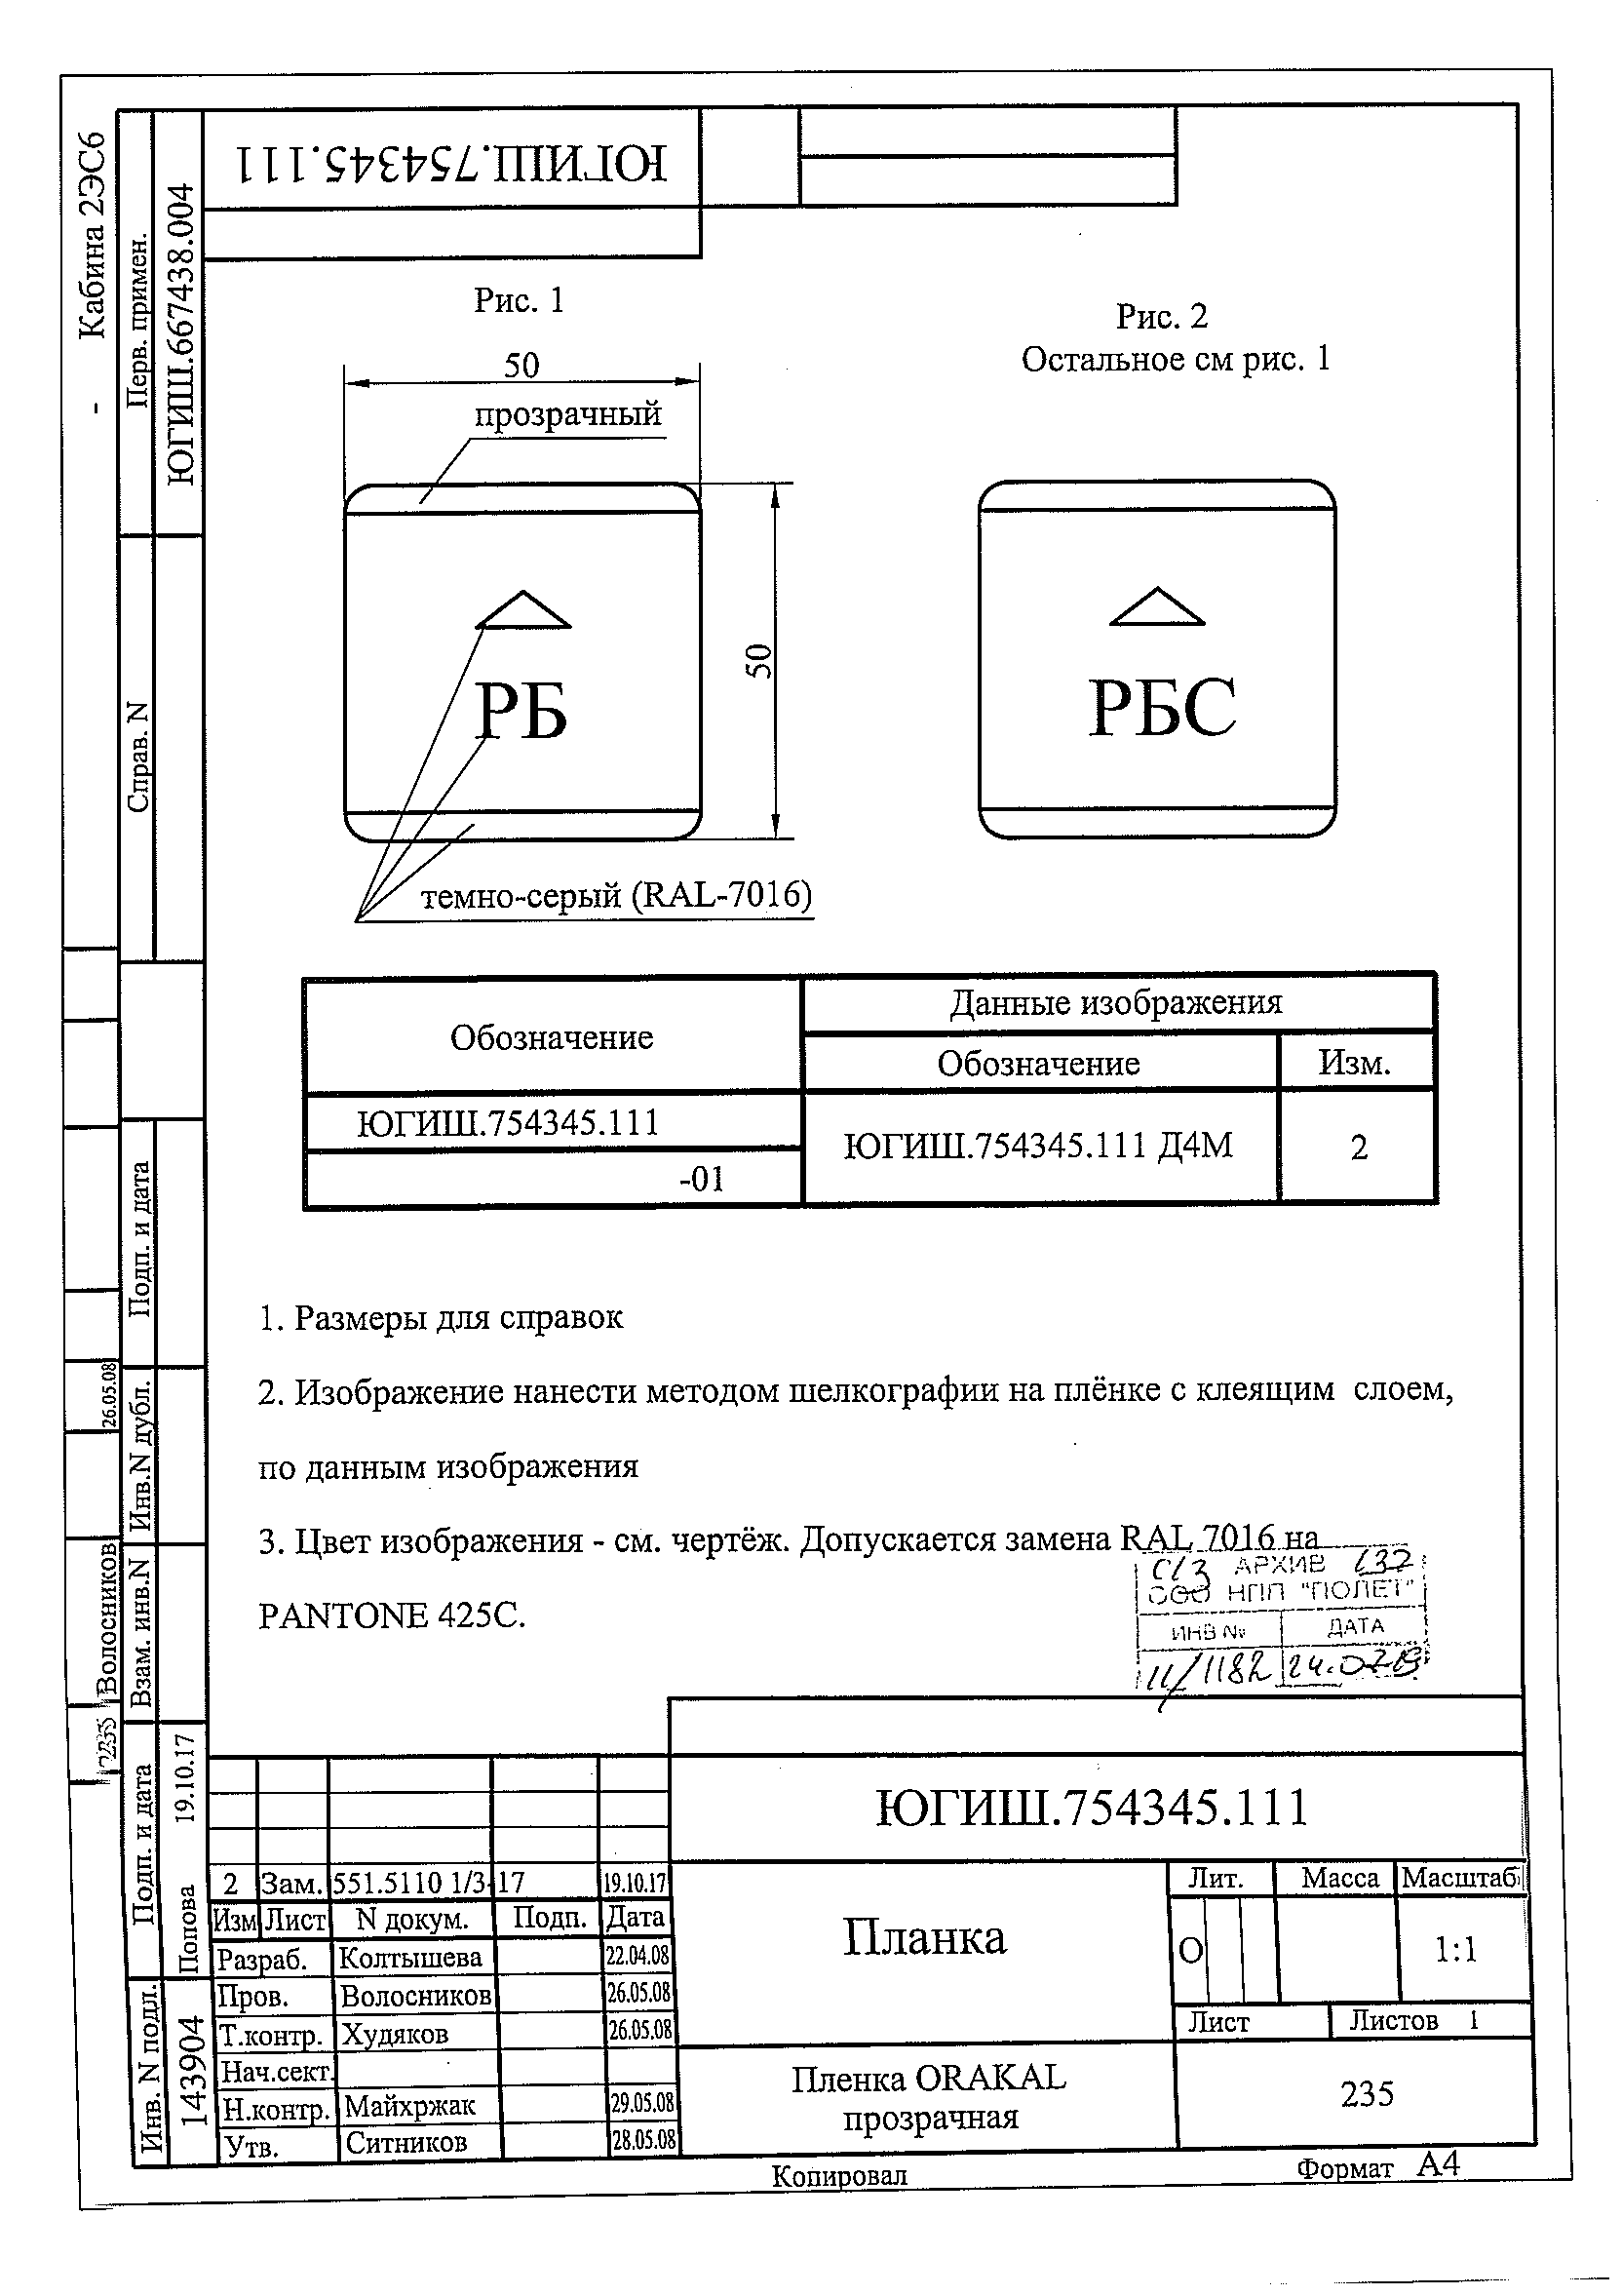 ЮГИШ.754345.111
- Кабина 2ЭС6
Перв. примен.
ЮГИШ.667438.004
Справ. N
Рис. 1
50
прозрачный
РБ
50
темно-серый (RAL-7016)
Рис. 2
Остальное см рис. 1
РБС
Обозначение
Данные изображения
Обозначение
Изм.
ЮГИШ.754345.111
-01
ЮГИШ.754345.111 Д4М
2
1. Размеры для справок
2. Изображение нанести методом шелкографии на плёнке с клеящим слоем,
по данным изображения
3. Цвет изображения - см. чертёж. Допускается замена RAL 7016 на
PANTONE 425C.
АРХИВ
НПП "ПОЛЕТ"
ИНВ № ДАТА
11/1182
Подп. и дата
Инв.N дубл.
26.05.08
Взам. инв.N
Волосников
235
Подп. и дата
Попова 19.10.17
Инв. N подл.
143904
ЮГИШ.754345.111
2 Зам. 551.5110 1/3-17 19.10.17
Изм Лист N докум. Подп. Дата
Разраб. Колтышева 22.04.08
Пров. Волосников 26.05.08
Т.контр. Худяков 26.05.08
Нач.сект.
Н.контр. Майхржак 29.05.08
Утв. Ситников 28.05.08
Планка
Лит. Масса Масштаб
О 1:1
Лист Листов 1
Пленка ORAKAL
прозрачная
235
Копировал Формат А4